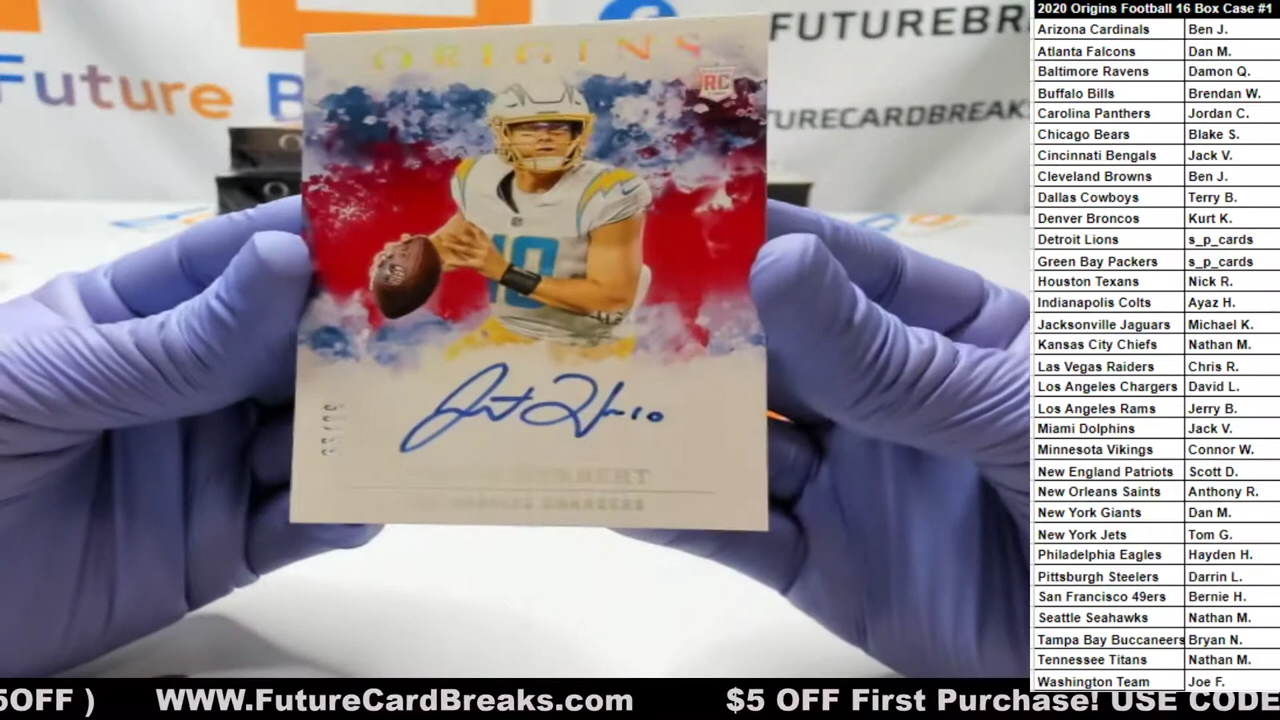 Future B
FUTUREBR
FUTURECARDBREAKS
ORIGINS
RC
10
10
LOS ANGELES CHARGERS
2020 Origins Football 16 Box Case #1
Arizona Cardinals Ben J.
Atlanta Falcons Dan M.
Baltimore Ravens Damon Q.
Buffalo Bills Brendan W.
Carolina Panthers Jordan C.
Chicago Bears Blake S.
Cincinnati Bengals Jack V.
Cleveland Browns Ben J.
Dallas Cowboys Terry B.
Denver Broncos Kurt K.
Detroit Lions s_p_cards
Green Bay Packers s_p_cards
Houston Texans Nick R.
Indianapolis Colts Ayaz H.
Jacksonville Jaguars Michael K.
Kansas City Chiefs Nathan M.
Las Vegas Raiders Chris R.
Los Angeles Chargers David L.
Los Angeles Rams Jerry B.
Miami Dolphins Jack V.
Minnesota Vikings Connor W.
New England Patriots Scott D.
New Orleans Saints Anthony R.
New York Giants Dan M.
New York Jets Tom G.
Philadelphia Eagles Hayden H.
Pittsburgh Steelers Darrin L.
San Francisco 49ers Bernie H.
Seattle Seahawks Nathan M.
Tampa Bay Buccaneers Bryan N.
Tennessee Titans Nathan M.
Washington Team Joe F.
5OFF ) WWW.FutureCardBreaks.com $5 OFF First Purchase! USE CODE